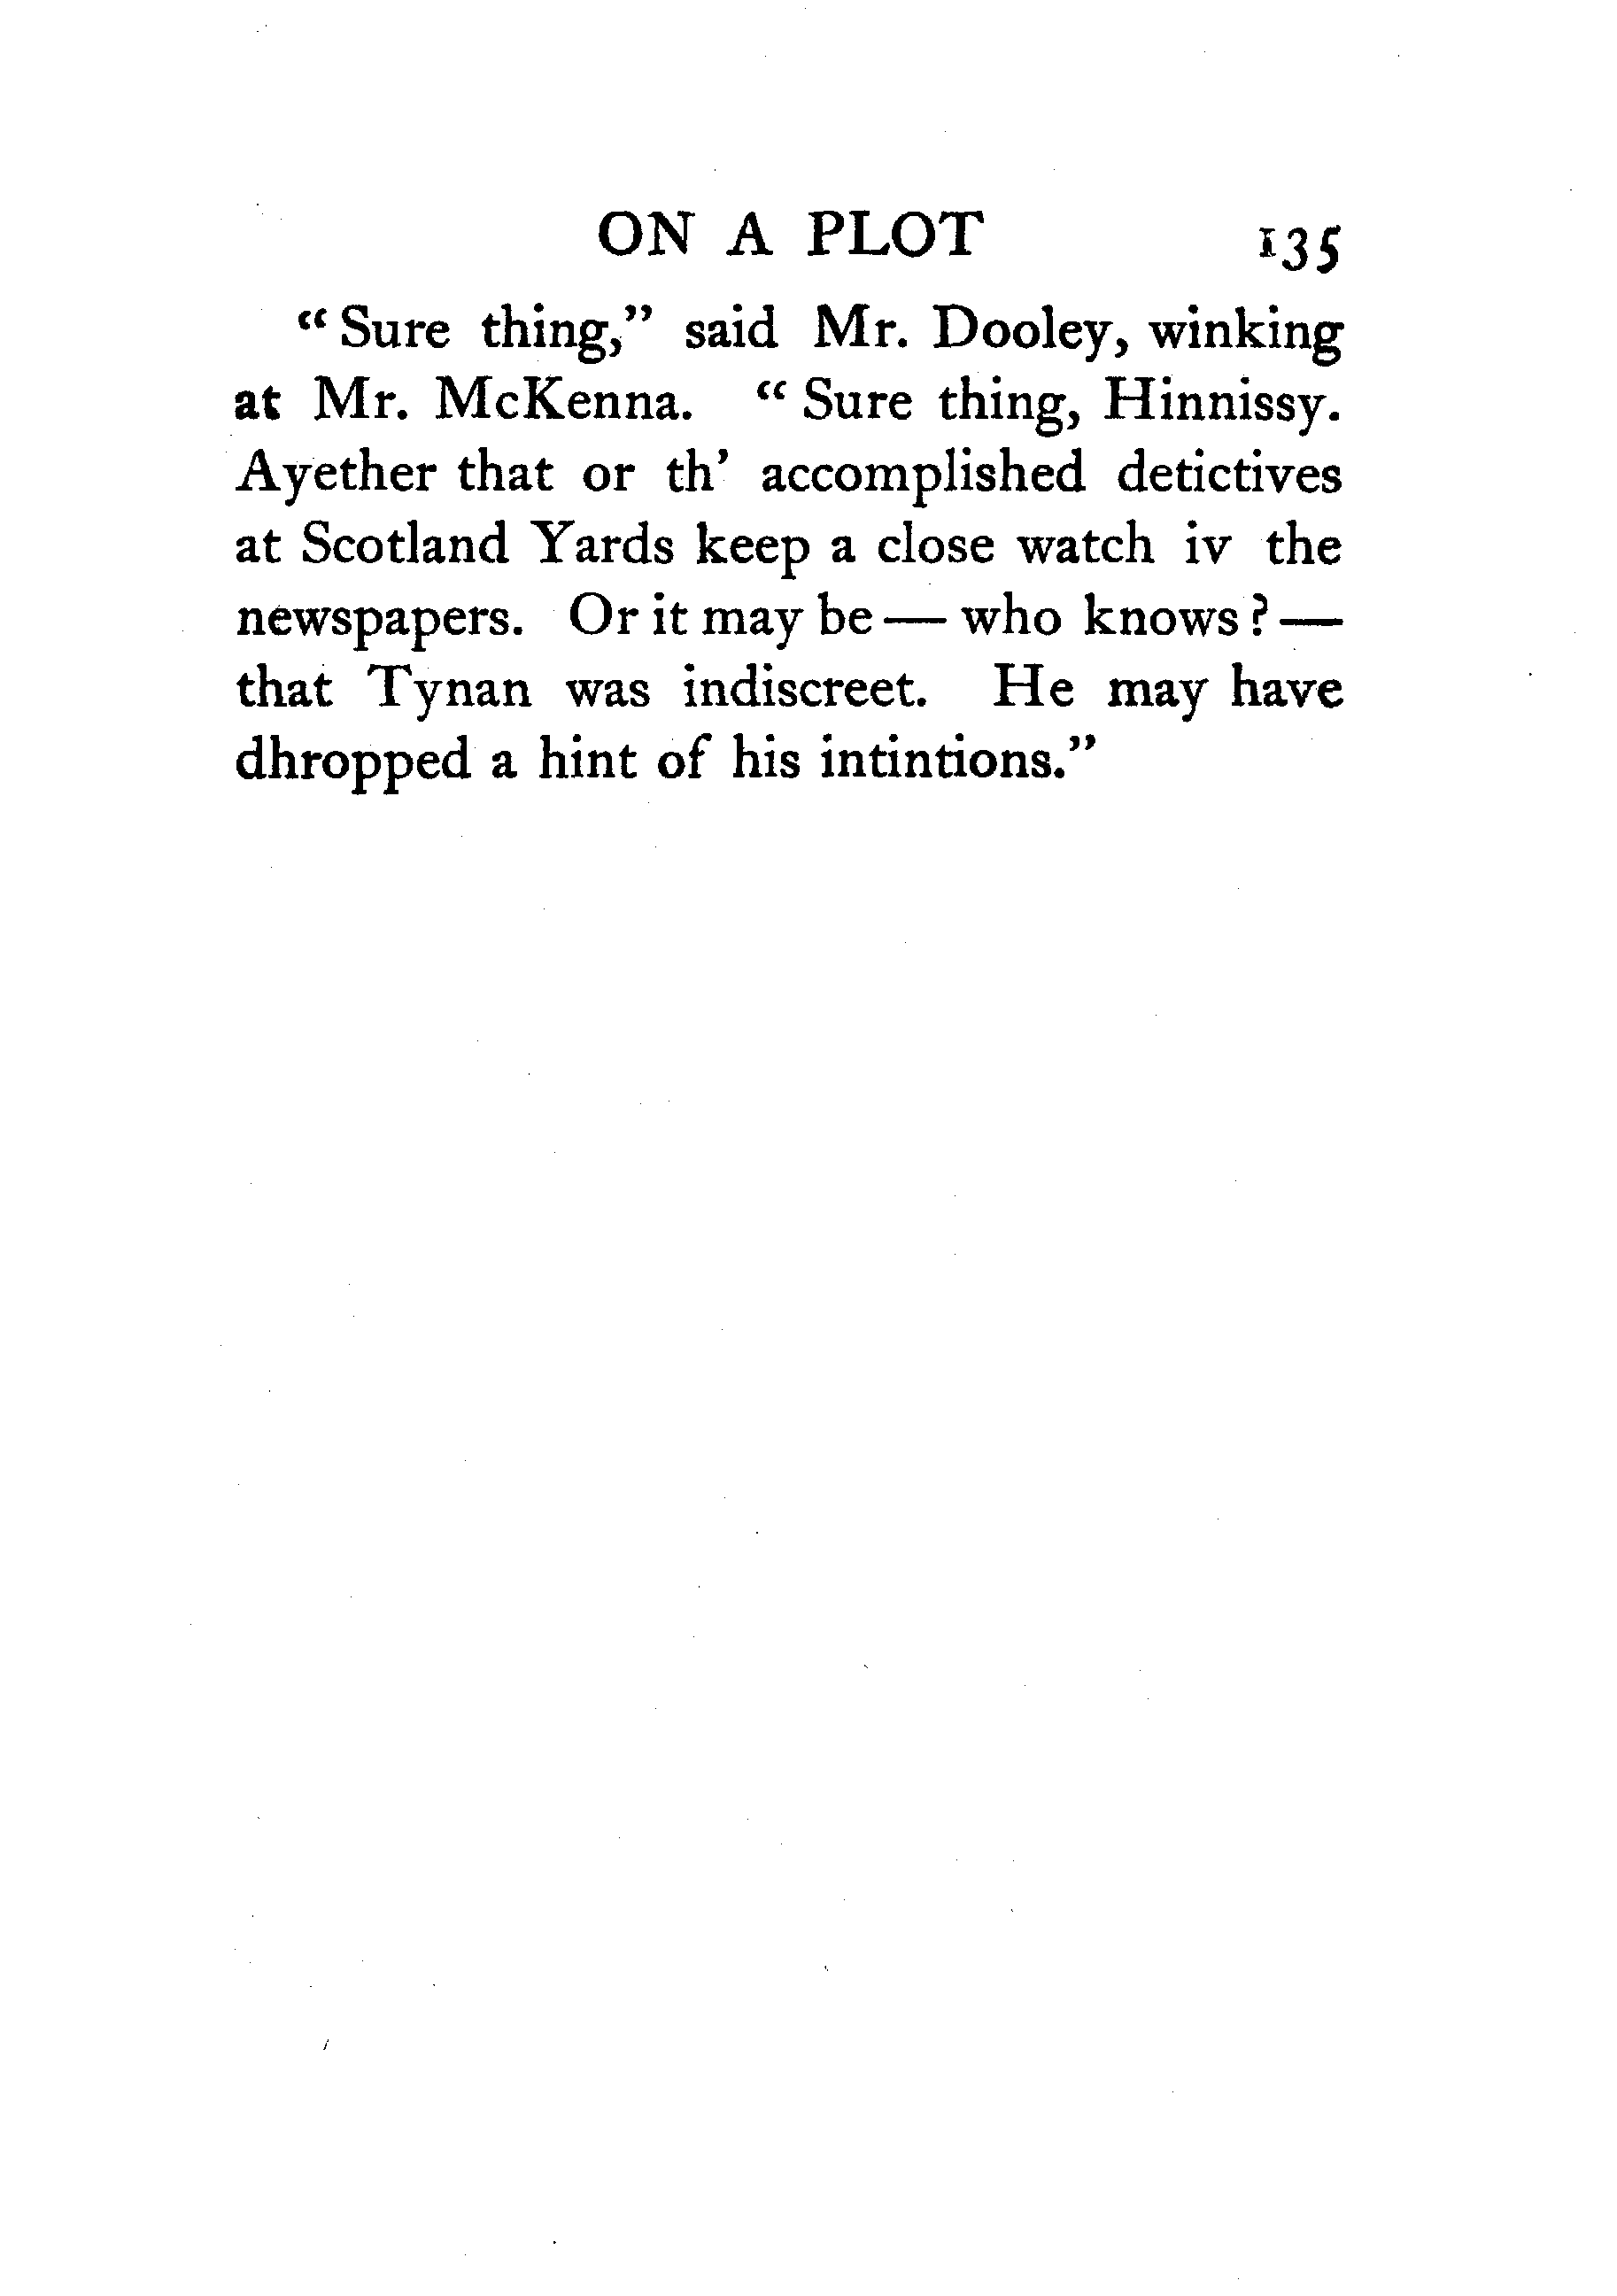 ON A PLOT 135
“Sure thing,” said Mr. Dooley, winking
at Mr. McKenna. “Sure thing, Hinnissy.
Ayether that or th’ accomplished detictives
at Scotland Yards keep a close watch iv the
newspapers. Or it may be — who knows? —
that Tynan was indiscreet. He may have
dhropped a hint of his intintions.”